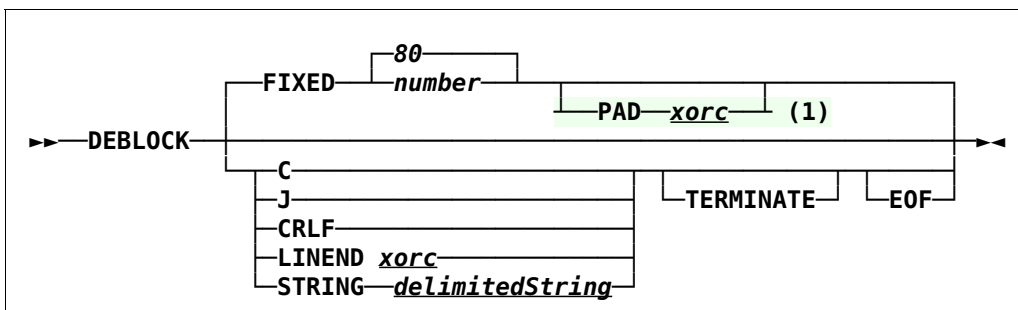 80
FIXED number
PAD xorc (1)
DEBLOCK
C
J TERMINATE EOF
CRLF
LINEND xorc
STRING delimitedString